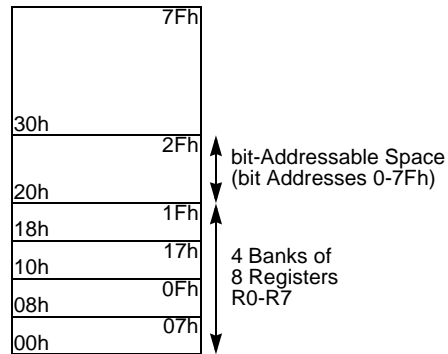 7Fh
30h
2Fh
bit-Addressable Space
(bit Addresses 0-7Fh)
20h
1Fh
18h
17h
10h
4 Banks of
8 Registers
R0-R7
0Fh
08h
07h
00h